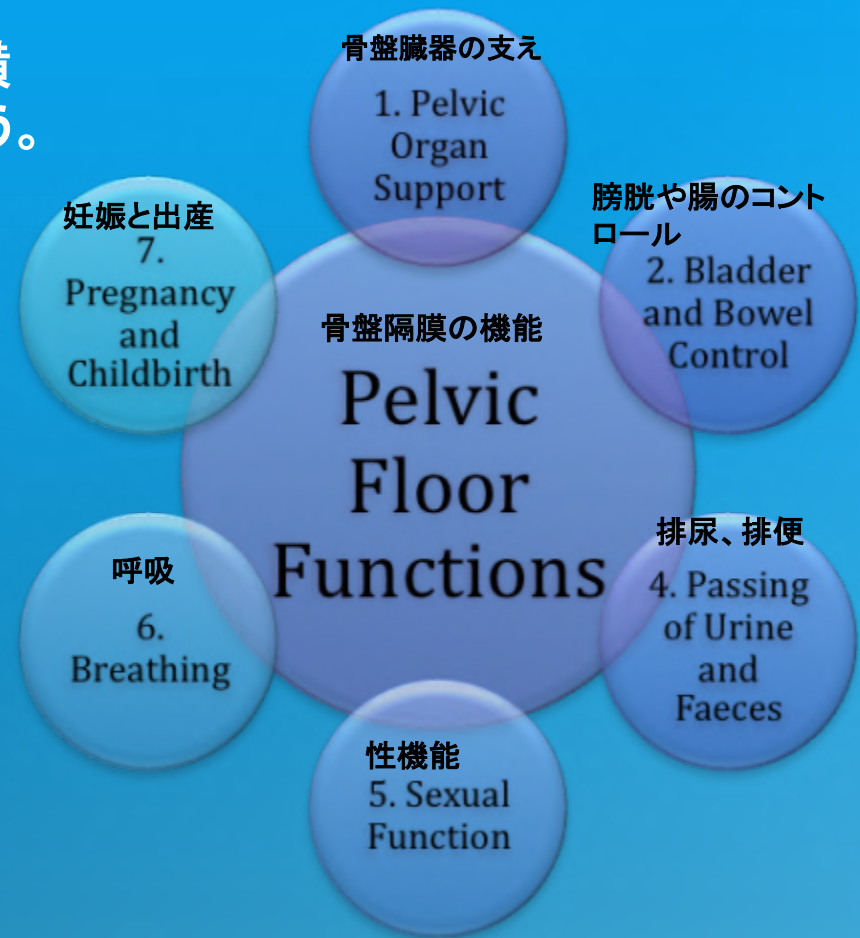 横
う。
骨盤臓器の支え
1. Pelvic
Organ
Support
膀胱や腸のコント
ロール
2. Bladder
and Bowel
Control
排尿、排便
4. Passing
of Urine
and
Faeces
性機能
5. Sexual
Function
呼吸
6.
Breathing
妊娠と出産
7.
Pregnancy
and
Childbirth
骨盤隔膜の機能
Pelvic
Floor
Functions